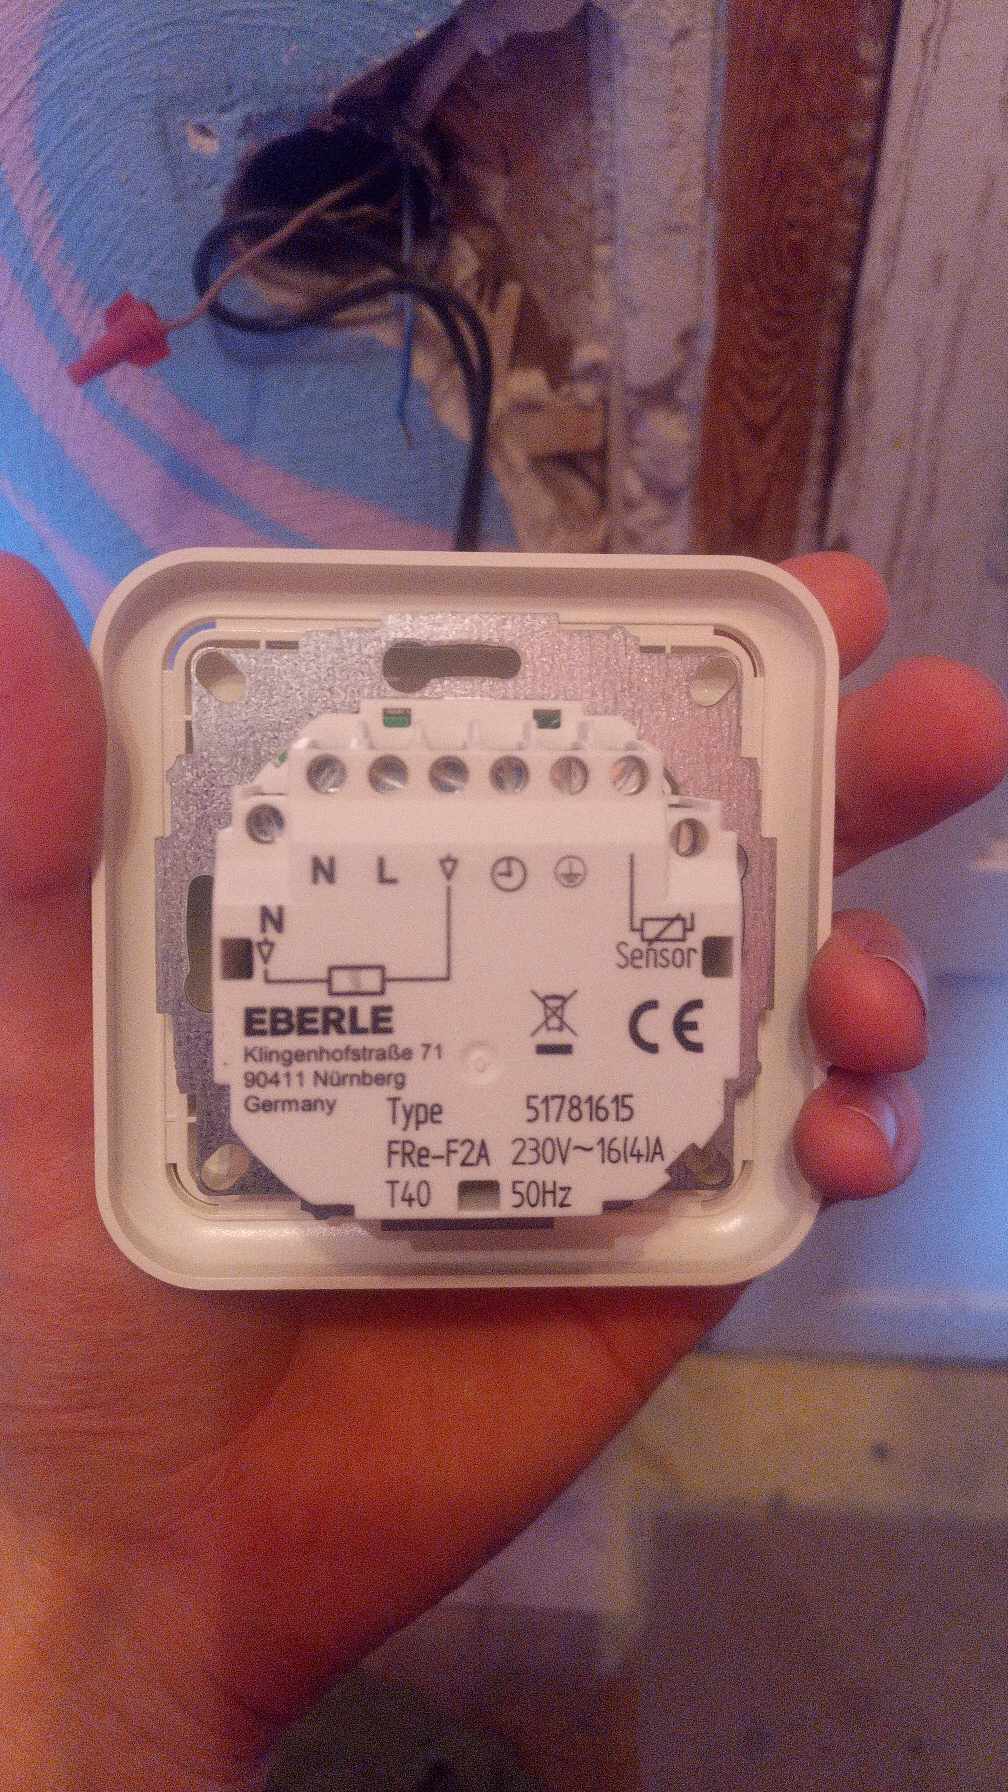 N L
N
Sensor
EBERLE
CE
Klingenhofstraße 71
90411 Nürnberg
Germany
Type 51781615
FRe-F2A 230V~16(4)A
T40 50Hz